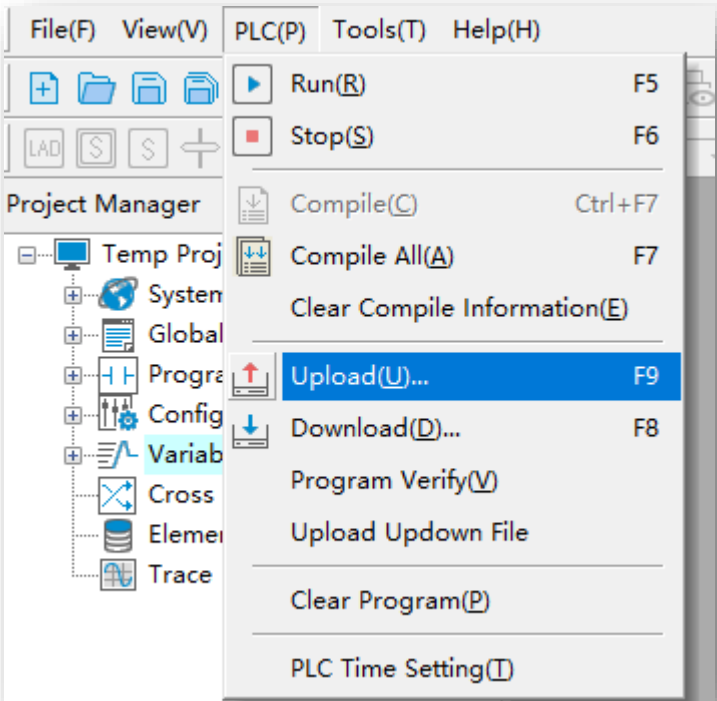 File(F) View(V) PLC(P) Tools(T) Help(H)
Run(R) F5
Stop(S) F6
LAD S S
Project Manager
Compile(C) Ctrl+F7
Temp Proj
Compile All(A) F7
System
Clear Compile Information(E)
Global
Progra
Upload(U)... F9
Config
Download(D)... F8
Variab
Program Verify(V)
Cross
Elemen
Upload Updown File
Trace
Clear Program(P)
PLC Time Setting(T)